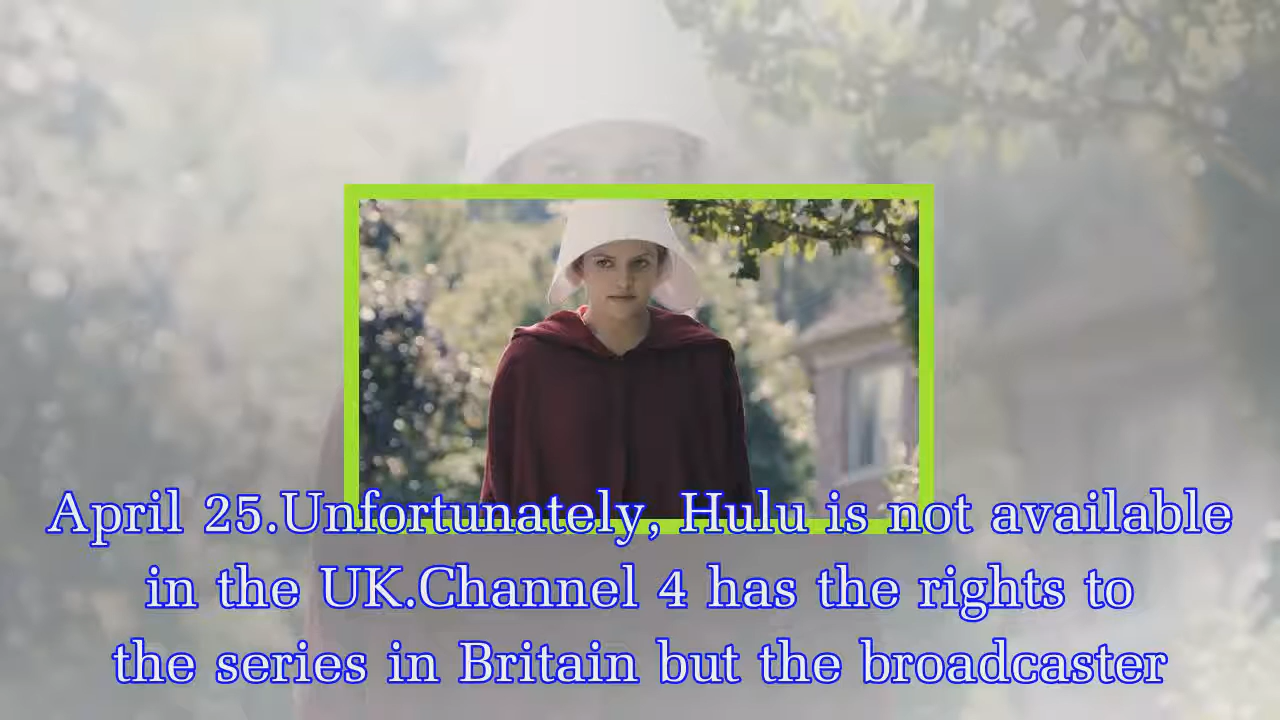 April 25.Unfortunately, Hulu is not available
in the UK.Channel 4 has the rights to
the series in Britain but the broadcaster